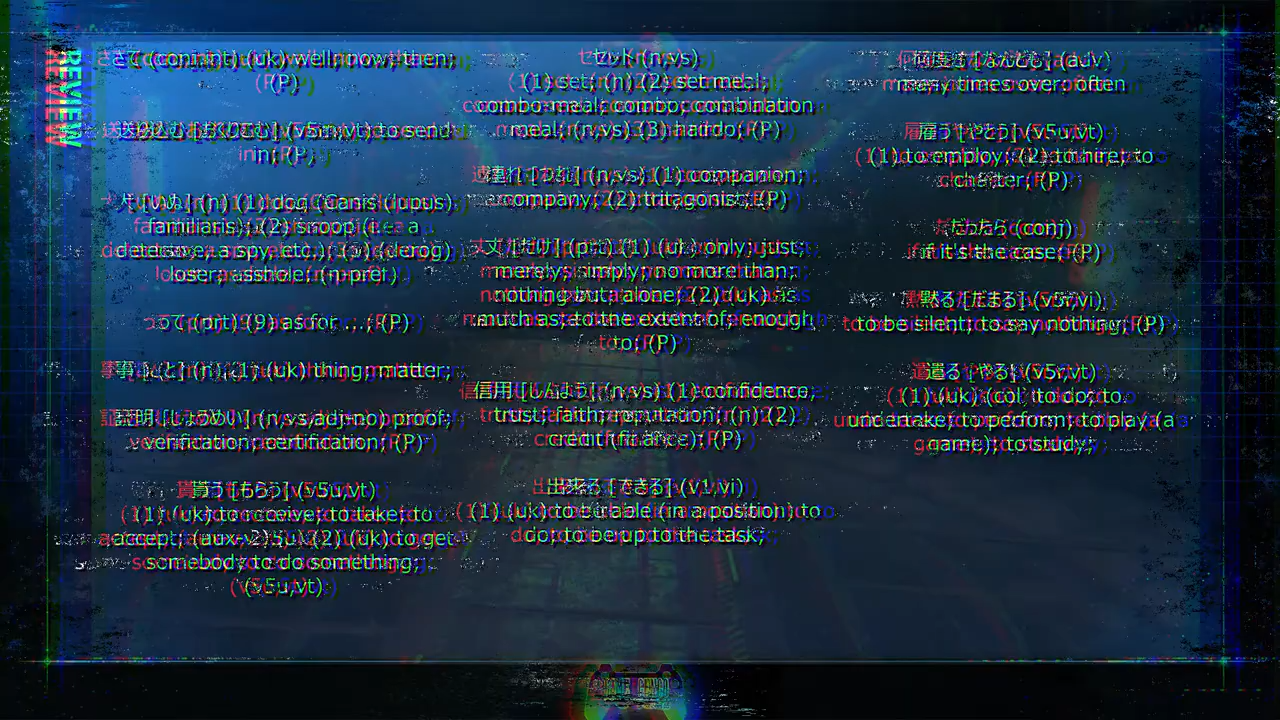 REVIEW
さて (conj,int) (uk) well; now; then;
(P)
送り込む [おくりこむ] (v5m,vt) to send
in; (P)
犬 [いぬ] (n) (1) dog (Canis (lupus)
familiaris); (2) snoop (i.e. a
detective, a spy, etc.); (3) (derog)
loser; asshole; (n-pref)
って (prt) (9) as for ...; (P)
事 [こと] (n) (1) (uk) thing; matter;
証明 [しょうめい] (n,vs,adj-no) proof;
verification; certification; (P)
貰う [もらう] (v5u,vt)
(1) (uk) to receive; to take; to
accept; (aux-v) 5u) (2) (uk) to get
somebody to do something;
(v5u,vt)
セット (n,vs)
(1) set; (n) (2) set meal;
combo meal; combo; combination
meal; (n,vs) (3) hairdo; (P)
連れ [つれ] (n,vs) (1) companion;
company; (2) tritagonist; (P)
丈 [だけ] (prt) (1) (uk) only; just;
merely; simply; no more than;
nothing but; alone; (2) (uk) as
much as; to the extent of; enough
to; (P)
信用 [しんよう] (n,vs) (1) confidence;
trust; faith; reputation; (n) (2)
credit (finance); (P)
出来る [できる] (v1,vi)
(1) (uk) to be able (in a position) to
do; to be up to the task;
何度も [なんども] (adv)
many times over; often
雇う [やとう] (v5u,vt)
(1) to employ; (2) to hire; to
charter; (P)
だったら (conj)
if it's the case; (P)
黙る [だまる] (v5r,vi)
to be silent; to say nothing; (P)
遣る [やる] (v5r,vt)
(1) (uk) (col) to do; to
undertake; to perform; to play (a
game); to study;